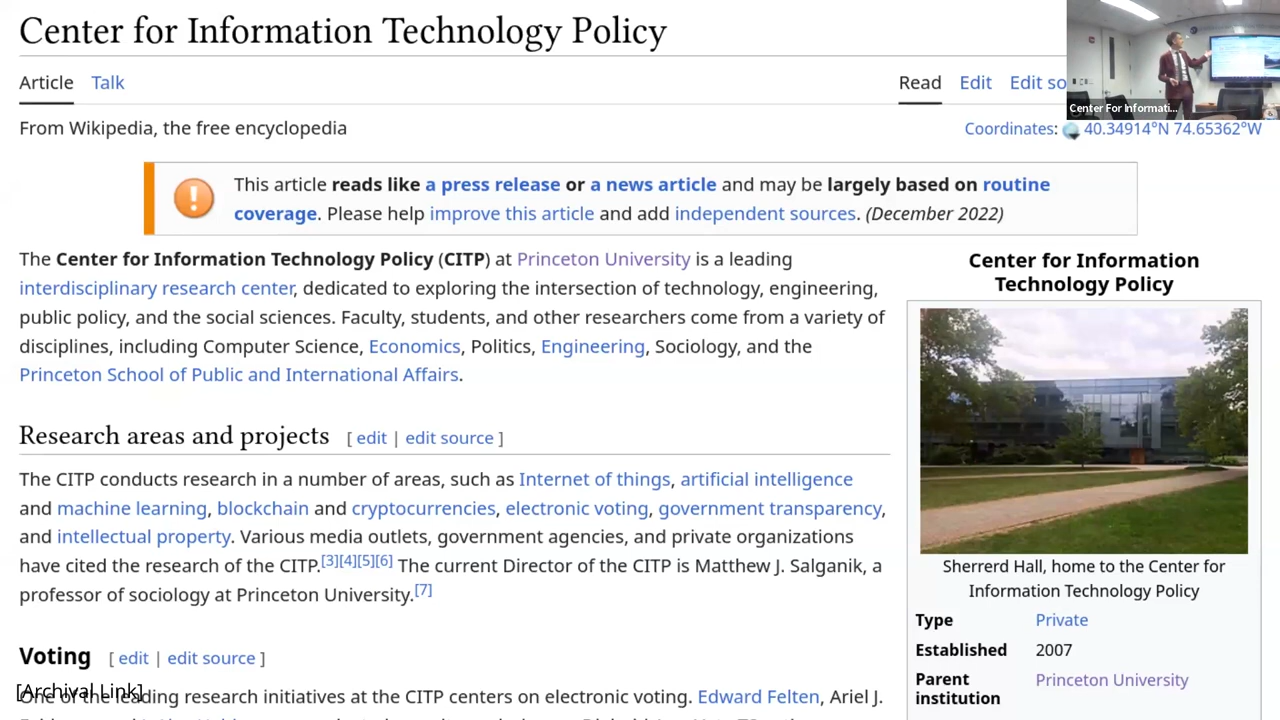 Center for Information Technology Policy
Article Talk Read Edit Edit so
From Wikipedia, the free encyclopedia
Coordinates: 40.34914°N 74.65362°W
Center For Informati...
This article reads like a press release or a news article and may be largely based on routine
coverage. Please help improve this article and add independent sources. (December 2022)
The Center for Information Technology Policy (CITP) at Princeton University is a leading
interdisciplinary research center, dedicated to exploring the intersection of technology, engineering,
public policy, and the social sciences. Faculty, students, and other researchers come from a variety of
disciplines, including Computer Science, Economics, Politics, Engineering, Sociology, and the
Princeton School of Public and International Affairs.
Research areas and projects [ edit | edit source ]
The CITP conducts research in a number of areas, such as Internet of things, artificial intelligence
and machine learning, blockchain and cryptocurrencies, electronic voting, government transparency,
and intellectual property. Various media outlets, government agencies, and private organizations
have cited the research of the CITP.[3][4][5][6] The current Director of the CITP is Matthew J. Salganik, a
professor of sociology at Princeton University.[7]
Voting [ edit | edit source ]
[Archival Link]
One of the leading research initiatives at the CITP centers on electronic voting. Edward Felten, Ariel J.
Center for Information
Technology Policy
Sherrerd Hall, home to the Center for
Information Technology Policy
Type Private
Established 2007
Parent Princeton University
institution